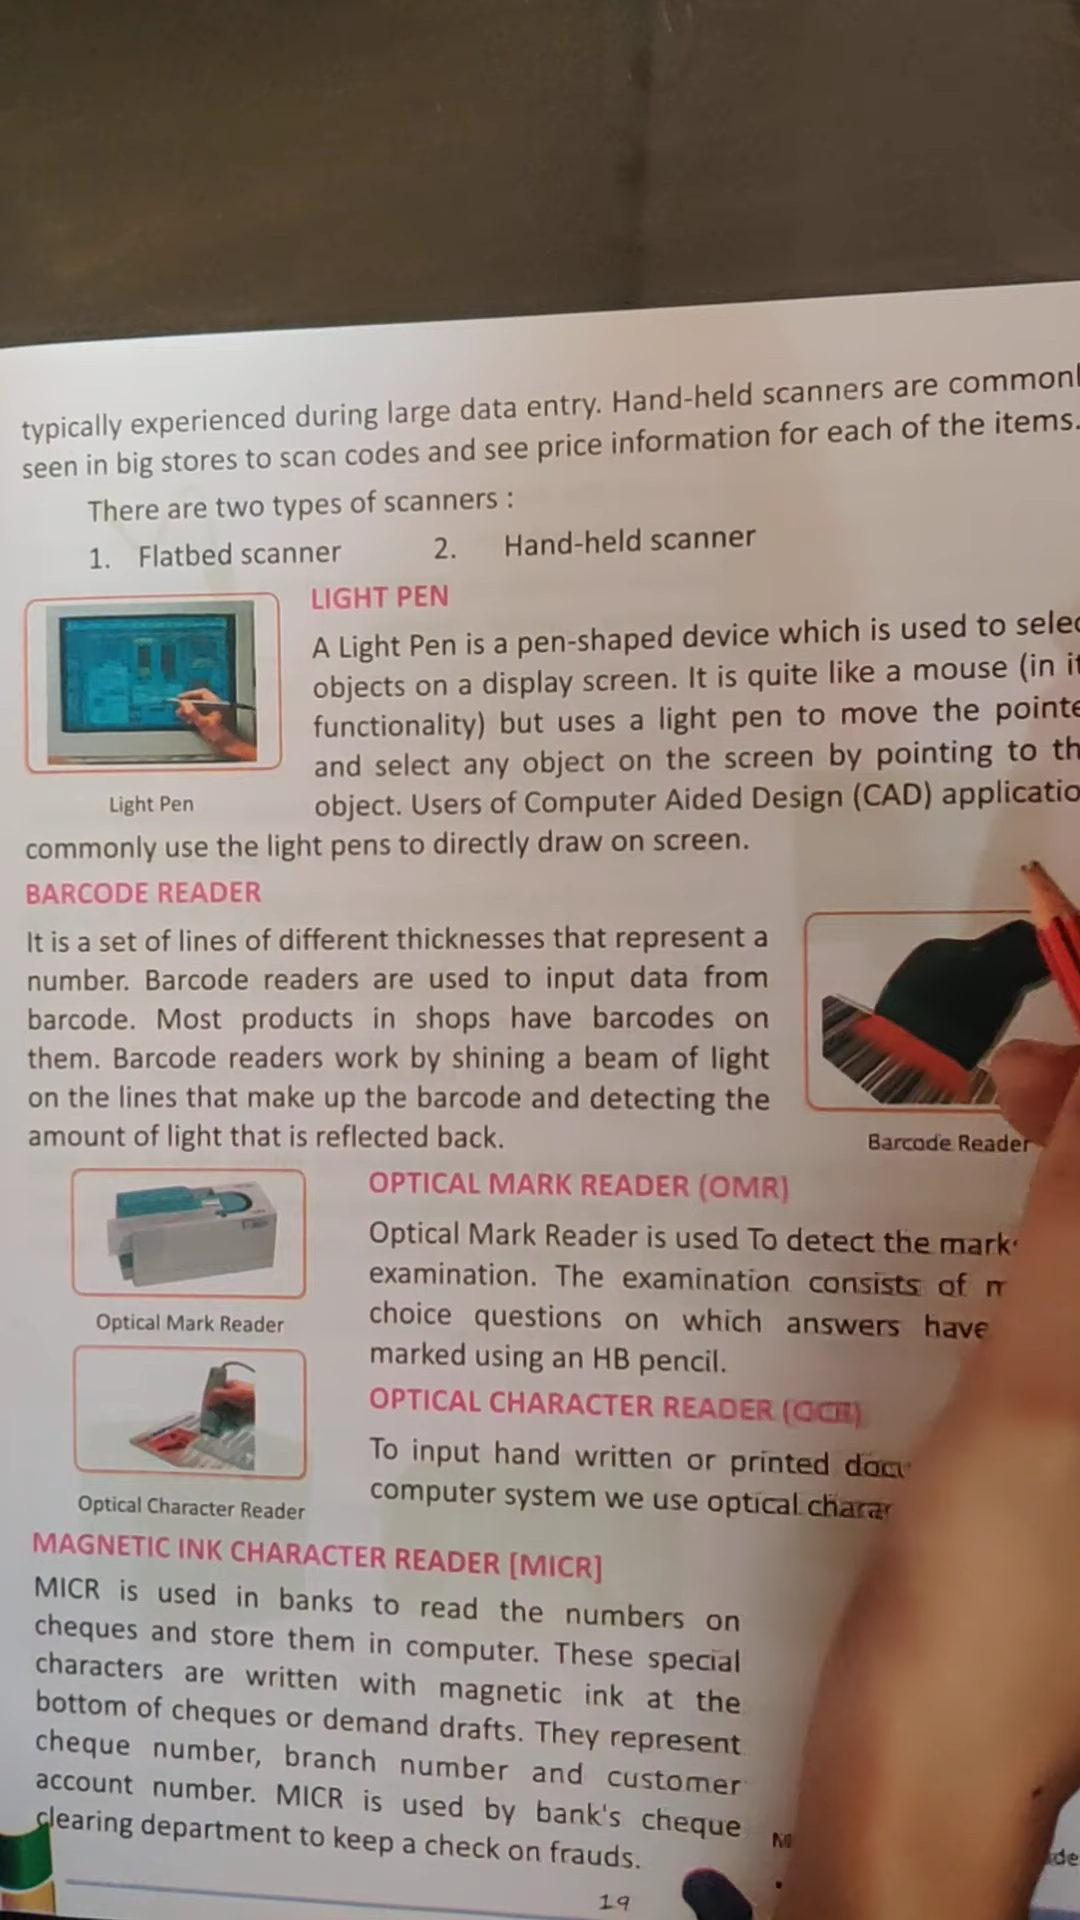 typically experienced during large data entry. Hand-held scanners are commonl
seen in big stores to scan codes and see price information for each of the items.
There are two types of scanners :
1. Flatbed scanner 2. Hand-held scanner
LIGHT PEN
A Light Pen is a pen-shaped device which is used to selec
objects on a display screen. It is quite like a mouse (in it
functionality) but uses a light pen to move the pointe
and select any object on the screen by pointing to th
object. Users of Computer Aided Design (CAD) applicatio
Light Pen
commonly use the light pens to directly draw on screen.
BARCODE READER
It is a set of lines of different thicknesses that represent a
number. Barcode readers are used to input data from
barcode. Most products in shops have barcodes on
them. Barcode readers work by shining a beam of light
on the lines that make up the barcode and detecting the
amount of light that is reflected back.
Barcode Reader
OPTICAL MARK READER (OMR)
Optical Mark Reader is used To detect the mark
examination. The examination consists of
choice questions on which answers have
marked using an HB pencil.
Optical Mark Reader
OPTICAL CHARACTER READER (OCR)
To input hand written or printed docu
computer system we use optical charac
Optical Character Reader
MAGNETIC INK CHARACTER READER [MICR]
MICR is used in banks to read the numbers on
cheques and store them in computer. These special
characters are written with magnetic ink at the
bottom of cheques or demand drafts. They represent
cheque number, branch number and customer
account number. MICR is used by bank's cheque
clearing department to keep a check on frauds.
19